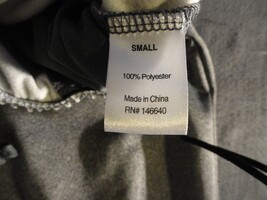 SMALL
100% Polyester
Made in China
RN# 146640